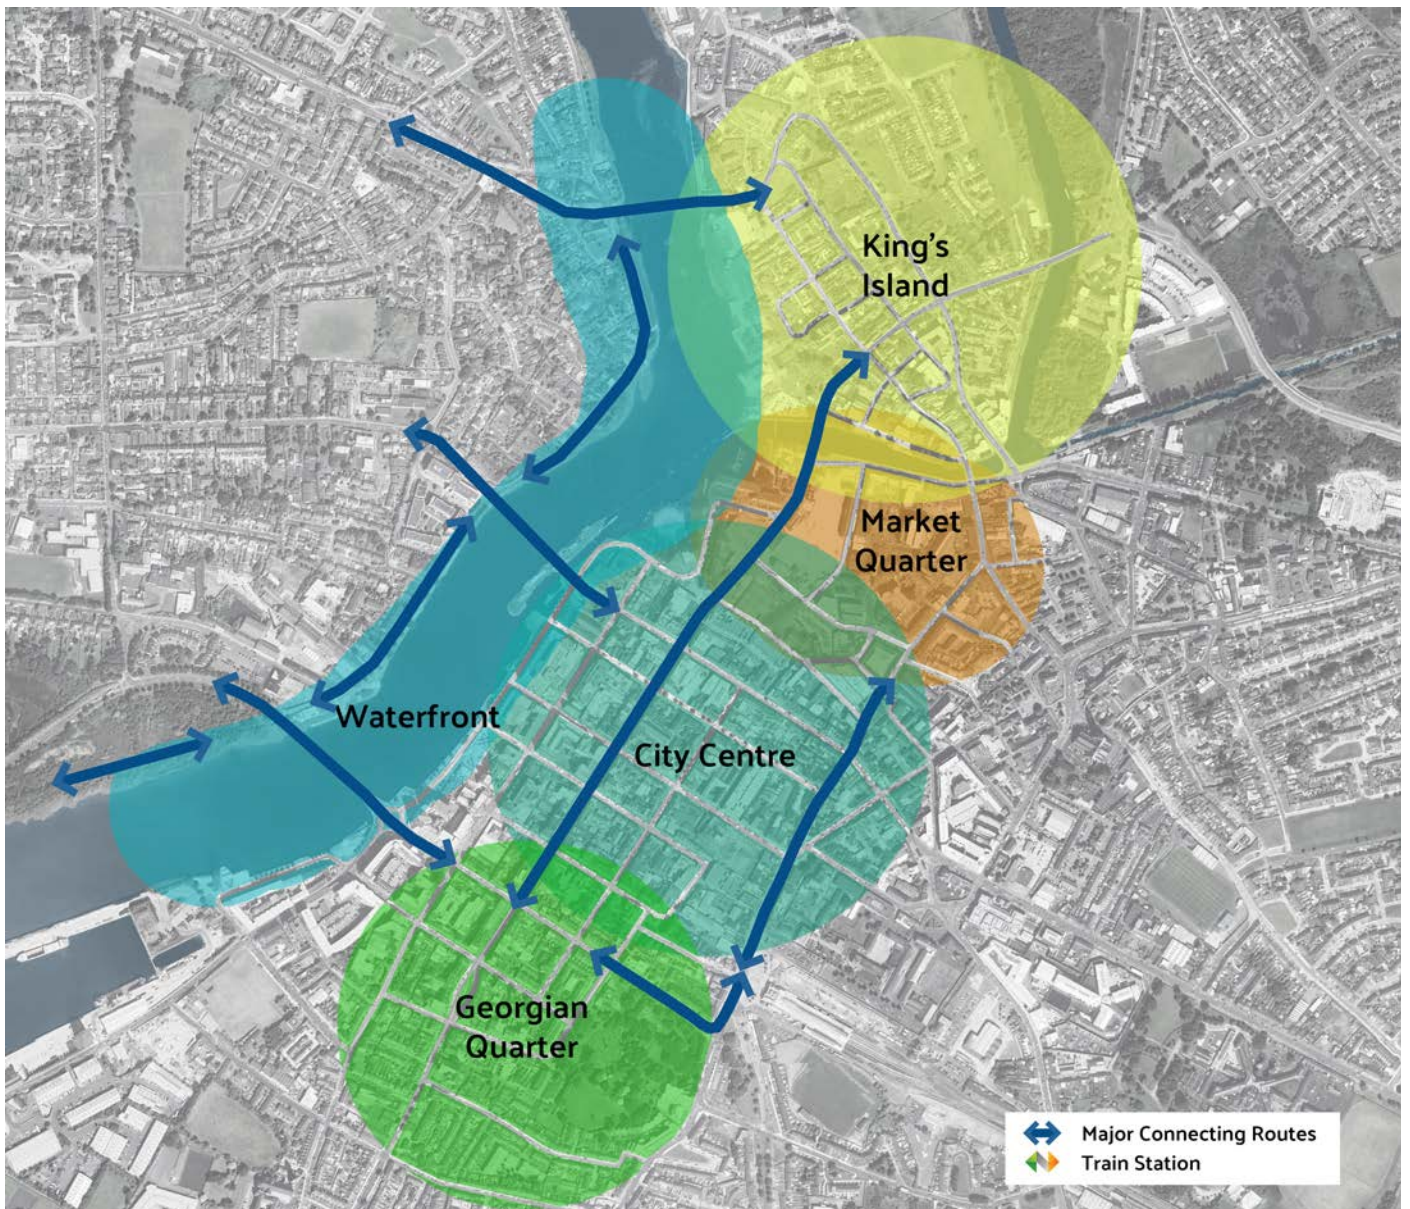 King's
Island
Market
Quarter
Waterfront
City Centre
Georgian
Quarter
Major Connecting Routes
Train Station